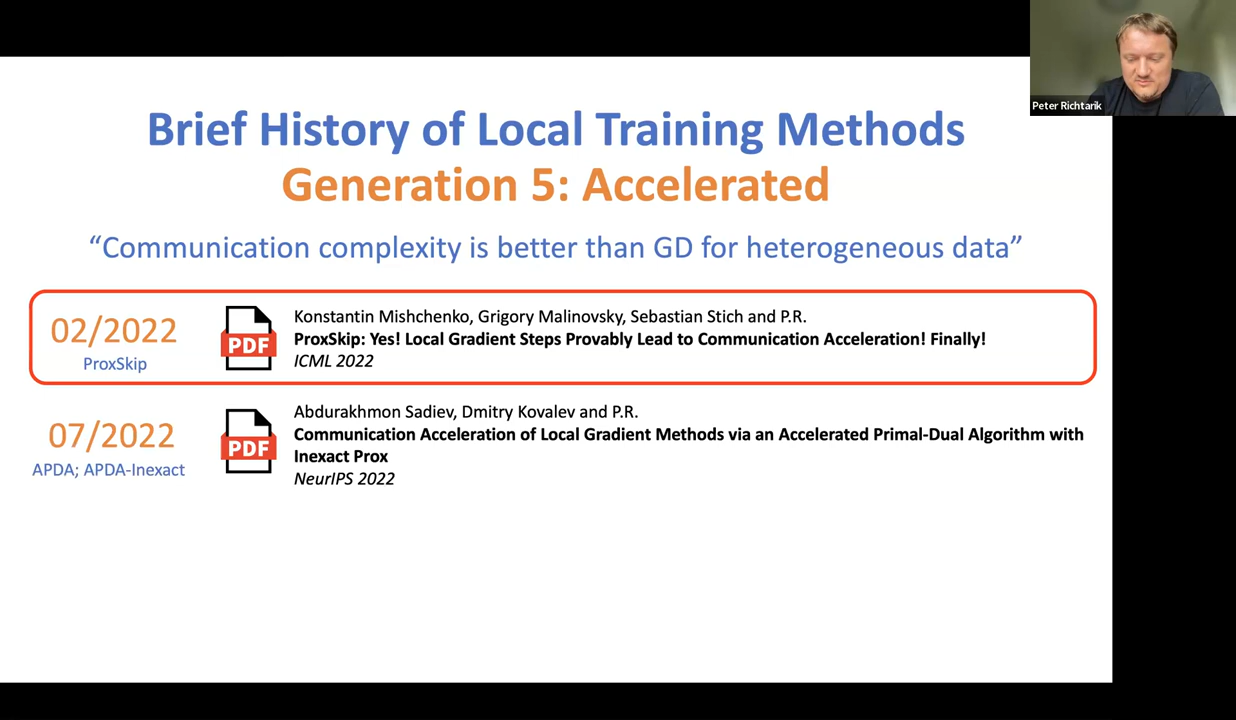 Peter Richtarik
Brief History of Local Training Methods
Generation 5: Accelerated
“Communication complexity is better than GD for heterogeneous data”
02/2022
ProxSkip
PDF
Konstantin Mishchenko, Grigory Malinovsky, Sebastian Stich and P.R.
ProxSkip: Yes! Local Gradient Steps Provably Lead to Communication Acceleration! Finally!
ICML 2022
07/2022
APDA; APDA-Inexact
PDF
Abdurakhmon Sadiev, Dmitry Kovalev and P.R.
Communication Acceleration of Local Gradient Methods via an Accelerated Primal-Dual Algorithm with
Inexact Prox
NeurIPS 2022